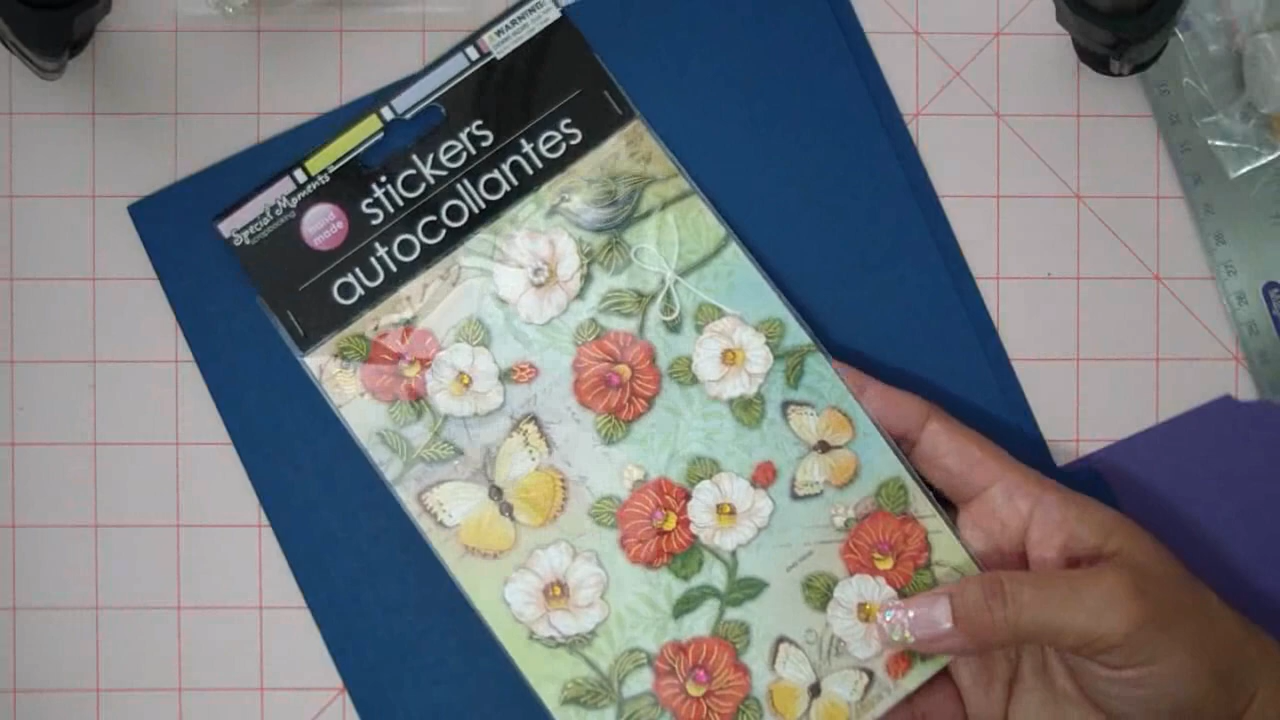 WARNING:
Special Moments
scrapbooking
hand
made
stickers
autocollantes